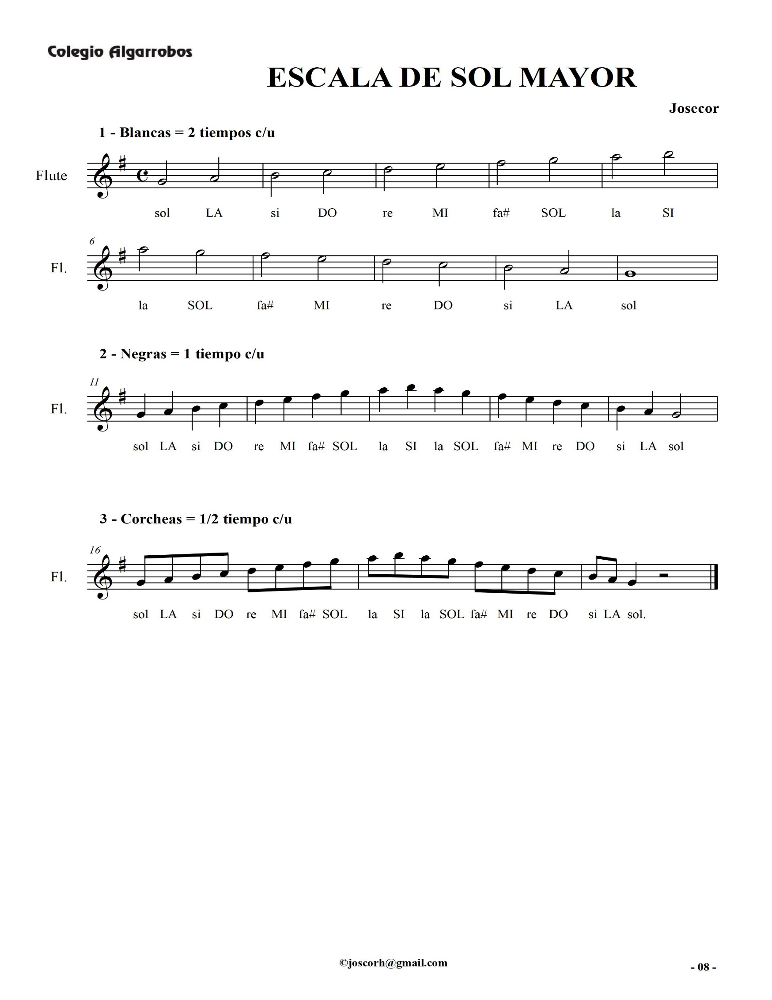 Colegio Algarrobos
ESCALA DE SOL MAYOR
Josecor
1 - Blancas = 2 tiempos c/u
Flute
sol LA si DO re MI fa# SOL la SI
6
Fl.
la SOL fa# MI re DO si LA sol
2 - Negras = 1 tiempo c/u
11
Fl.
sol LA si DO re MI fa# SOL la SI la SOL fa# MI re DO si LA sol
3 - Corcheas = 1/2 tiempo c/u
16
Fl.
sol LA si DO re MI fa# SOL la SI la SOL fa# MI re DO si LA sol.
©joscorh@gmail.com
- 08 -